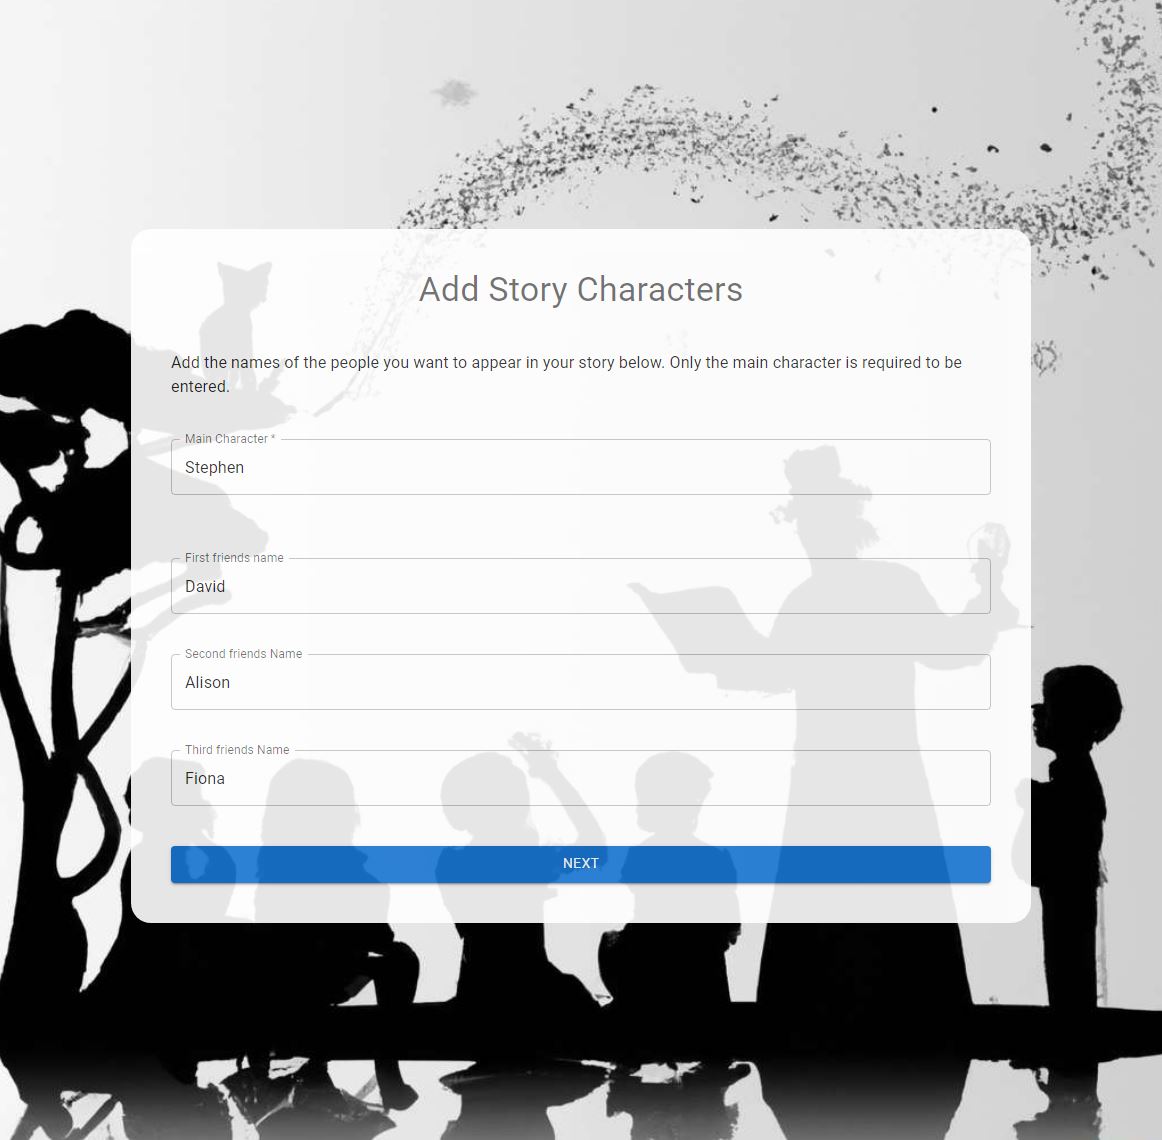 Add Story Characters
Add the names of the people you want to appear in your story below. Only the main character is required to be
entered.
Main Character *
Stephen
First friends name
David
Second friends Name
Alison
Third friends Name
Fiona
NEXT